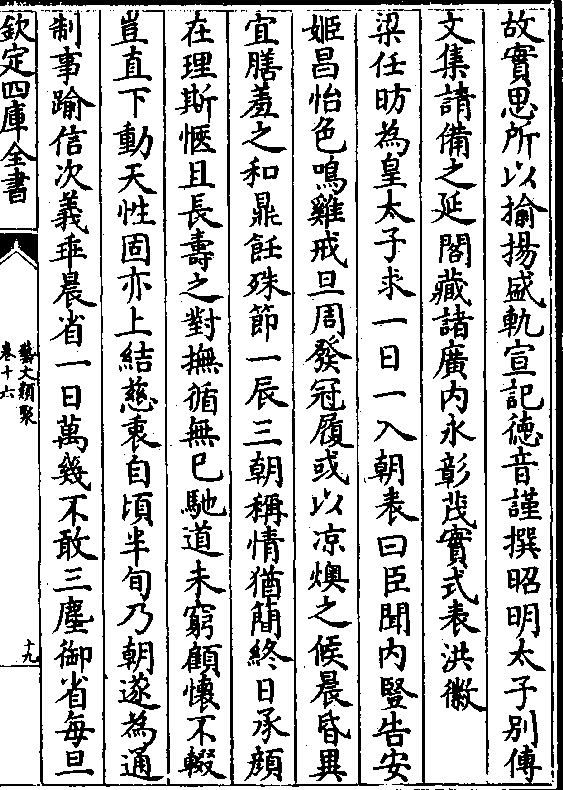 故實思所以揄揚盛軌宣記徳音謹撰昭明太子别傳
文集請備之延閣藏諸廣内永彰茂實式表洪徽
梁任昉為皇太子求一日一入朝表曰臣聞内豎告安
姬昌怡色鳴雞戒旦周發冠履或以凉燠之候晨昏異
宜膳羞之和鼎飪殊節一辰三朝稱情猶簡終日承顔
在理斯愜且長夀之對撫循無已馳道未窮顧懐不輟
豈直下動天性固亦上結慈衷自頃半旬乃朝遂為通
制事踰信次義乖晨省一日萬幾不敢三塵御省每旦
欽定四庫全書
藝文類聚
卷十六
十九